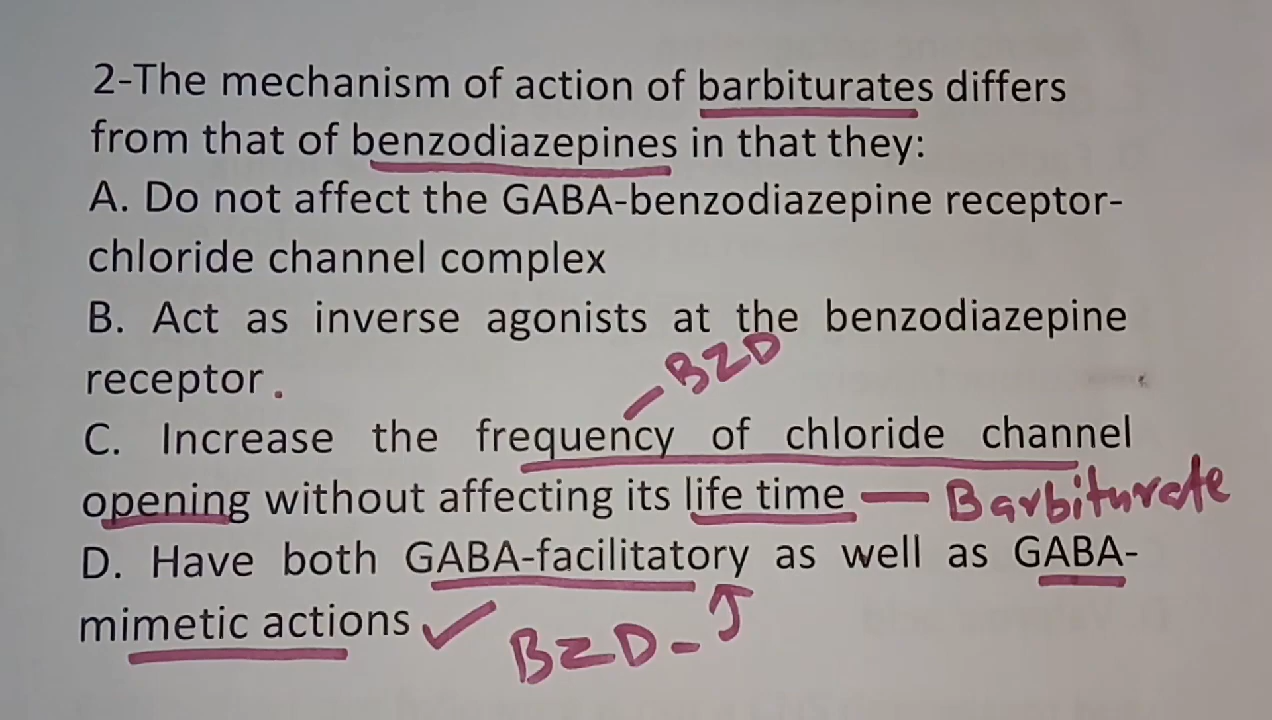 2-The mechanism of action of barbiturates differs
from that of benzodiazepines in that they:
A. Do not affect the GABA-benzodiazepine receptor-
chloride channel complex
B. Act as inverse agonists at the benzodiazepine
receptor.
BZD
C. Increase the frequency of chloride channel
opening without affecting its life time — Barbiturate
D. Have both GABA-facilitatory as well as GABA-
mimetic actions ✓
BZD-